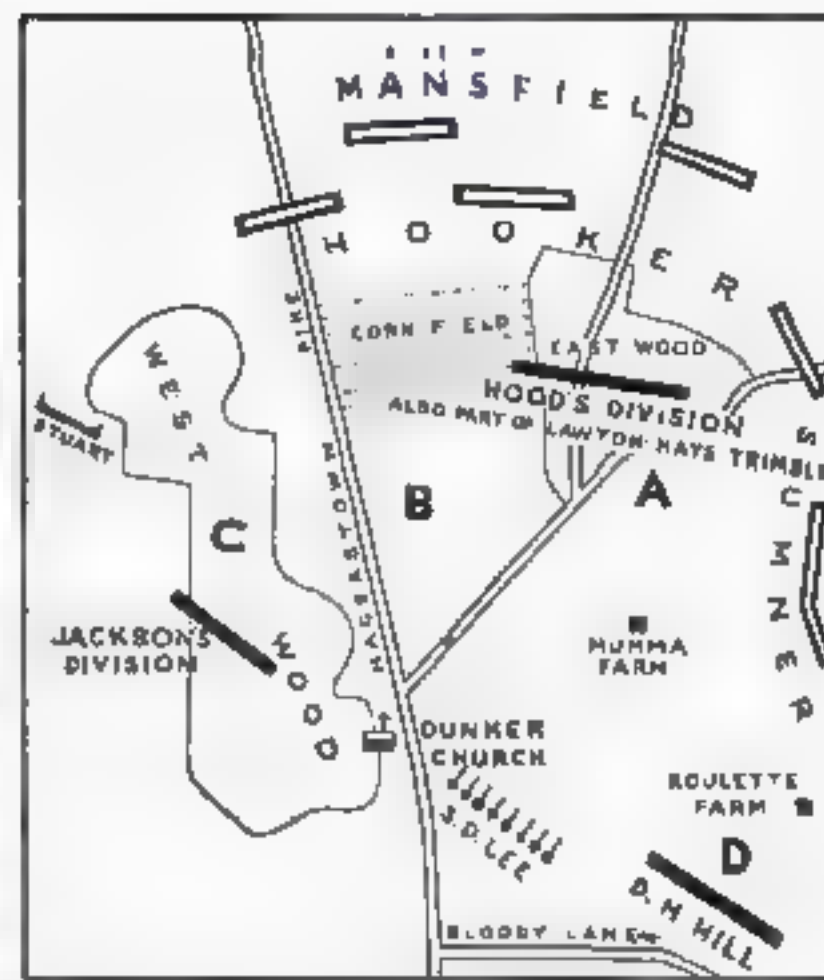 MANSFIELD
HOOKER
PIKE
CORN FIELD
EAST WOOD
HOOD'S DIVISION
ALSO PART OF LAWTON-HAYS TRIMBLE
WEST
STUART
HAGERSTOWN
B
A
C
S
C
MUMMA
FARM
JACKSON'S
DIVISION
WOOD
DUNKER
CHURCH
S.D. LEE
ROULETTE
FARM
D
D. H. HILL
BLOODY LANE